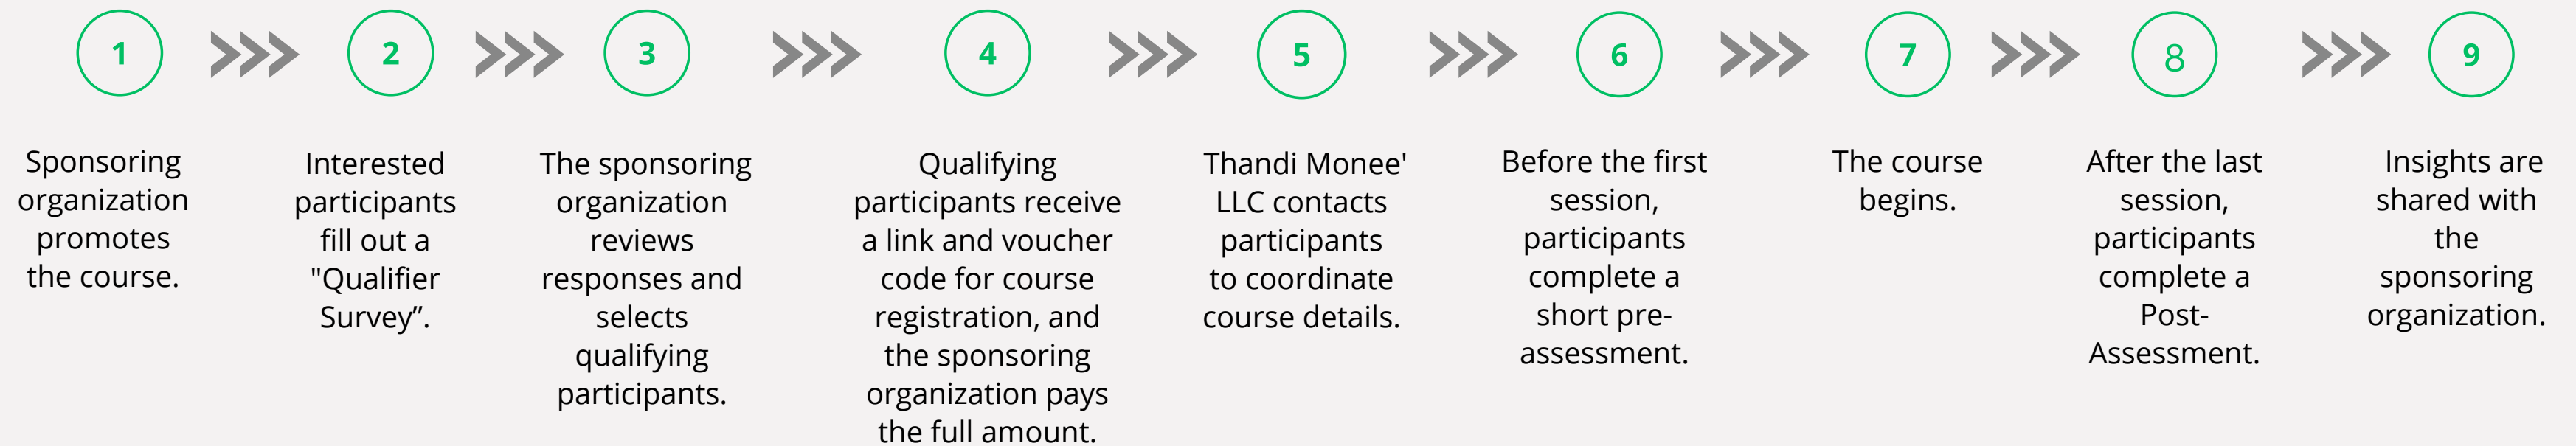 1
Sponsoring
organization
promotes
the course.
2
Interested
participants
fill out a
"Qualifier
Survey”.
3
The sponsoring
organization
reviews
responses and
selects
qualifying
participants.
4
Qualifying
participants receive
a link and voucher
code for course
registration, and
the sponsoring
organization pays
the full amount.
5
Thandi Monee'
LLC contacts
participants
to coordinate
course details.
6
Before the first
session,
participants
complete a
short pre-
assessment.
7
The course
begins.
8
After the last
session,
participants
complete a
Post-
Assessment.
9
Insights are
shared with
the
sponsoring
organization.